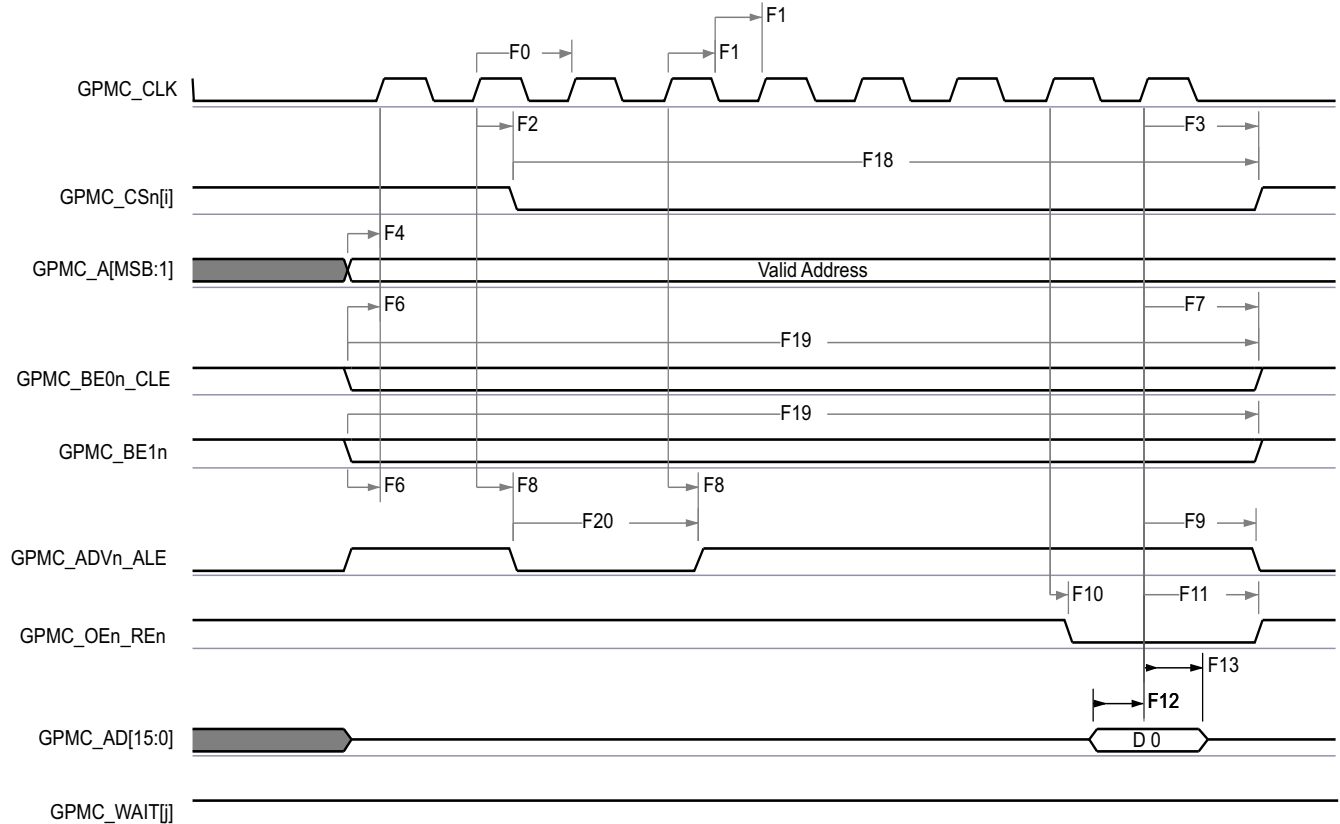 F1
F0
F1
GPMC_CLK
F2
F3
F18
GPMC_CSn[i]
F4
GPMC_A[MSB:1]
Valid Address
F6
F7
F19
GPMC_BE0n_CLE
F19
GPMC_BE1n
F6
F8
F8
F20
F9
GPMC_ADVn_ALE
F10
F11
GPMC_OEn_REn
F13
F12
GPMC_AD[15:0]
D 0
GPMC_WAIT[j]